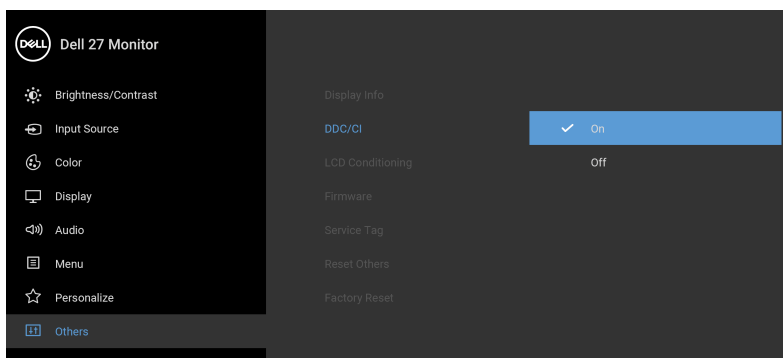 DELL
Dell 27 Monitor
Brightness/Contrast
Input Source
Color
Display
Audio
Menu
Personalize
Others
Display Info
DDC/CI
LCD Conditioning
Firmware
Service Tag
Reset Others
Factory Reset
On
Off